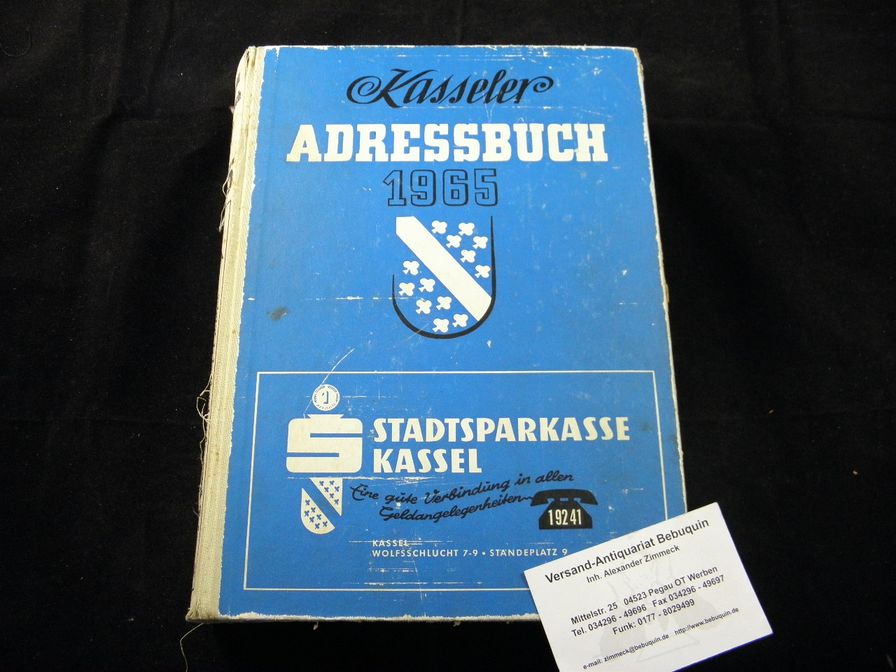 Kasseler
ADRESSBUCH
1965
1
STADTSPARKASSE
KASSEL
Eine gute Verbindung in allen
Geldangelegenheiten
19241
KASSEL
WOLFSSCHLUCHT 7-9 • STÄNDEPLATZ 9
Versand-Antiquariat Bebuquin
Inh. Alexander Zimmeck
Mittelstr. 25 04523 Pegau OT Werben
Tel. 034296 - 49696 Fax 034296 - 49697
Funk: 0177 - 8029499
e-mail: zimmeck@bebuquin.de http://www.bebuquin.de